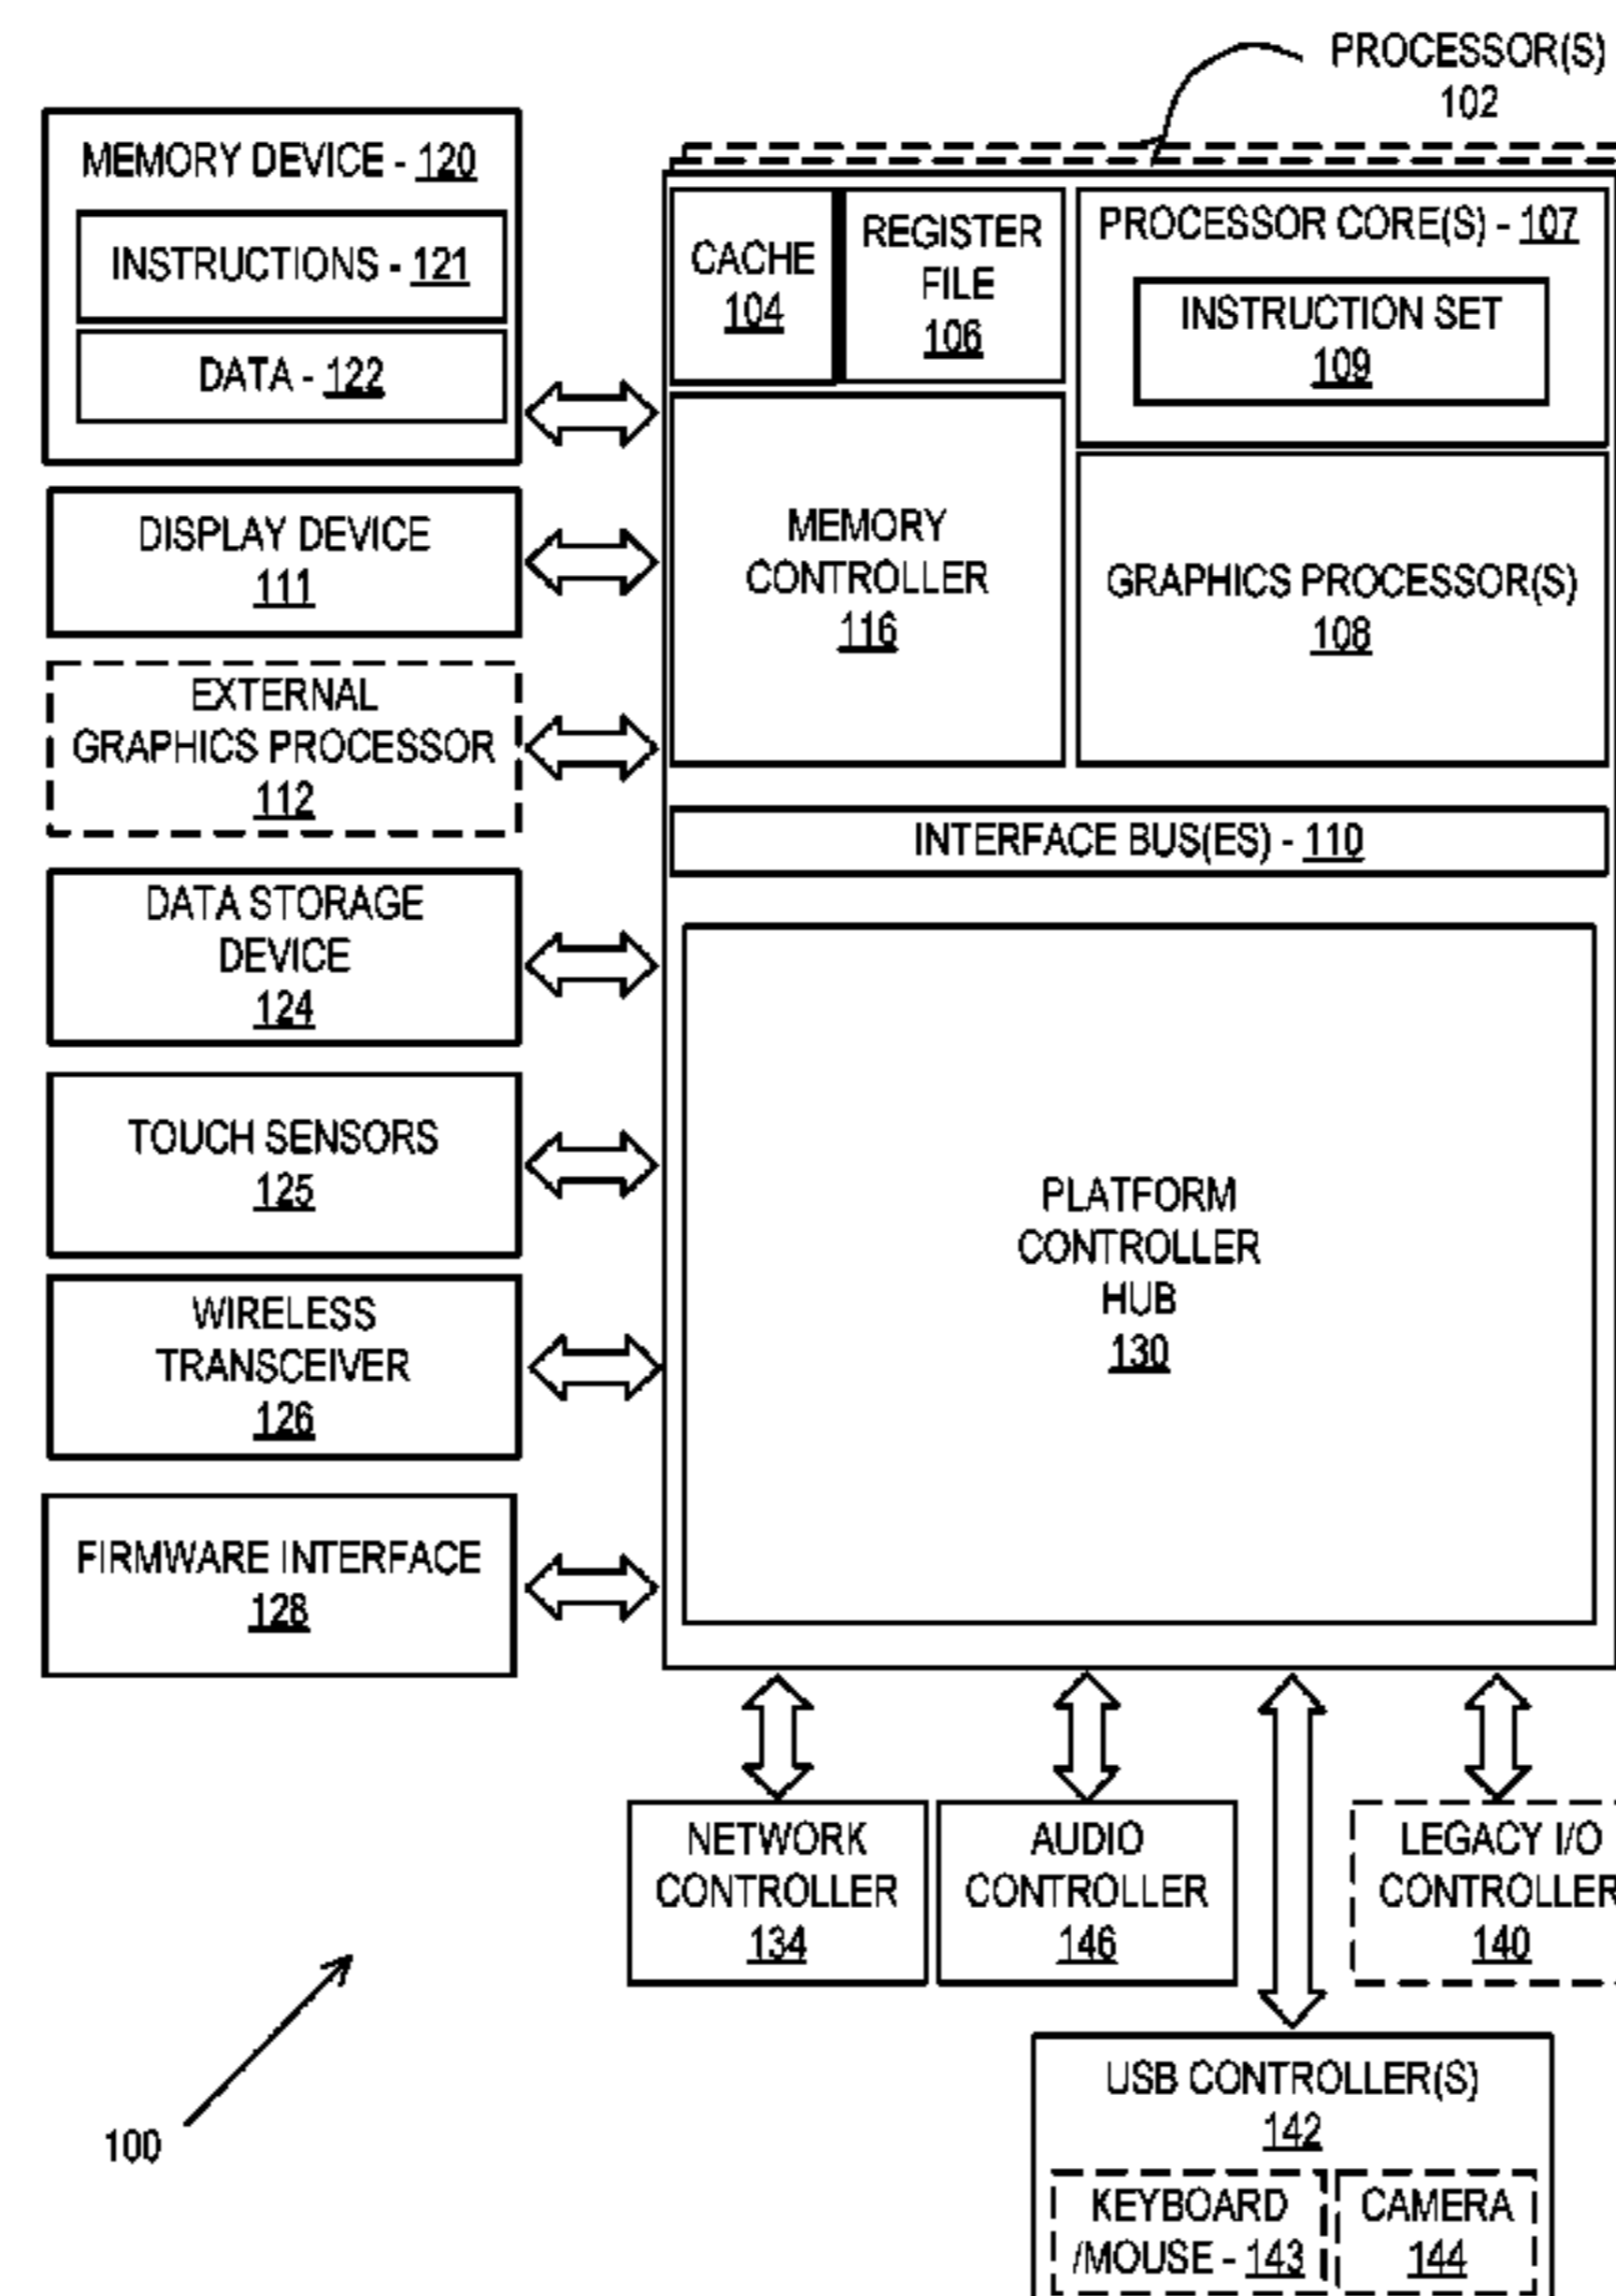 PROCESSOR(S)
102
MEMORY DEVICE - 120
INSTRUCTIONS - 121
DATA - 122
CACHE
104
REGISTER
FILE
106
PROCESSOR CORE(S) - 107
INSTRUCTION SET
109
MEMORY
CONTROLLER
116
GRAPHICS PROCESSOR(S)
108
DISPLAY DEVICE
111
EXTERNAL
GRAPHICS PROCESSOR
112
INTERFACE BUS(ES) - 110
DATA STORAGE
DEVICE
124
TOUCH SENSORS
125
WIRELESS
TRANSCEIVER
126
FIRMWARE INTERFACE
128
PLATFORM
CONTROLLER
HUB
130
NETWORK
CONTROLLER
134
AUDIO
CONTROLLER
146
LEGACY I/O
CONTROLLER
140
USB CONTROLLER(S)
142
KEYBOARD
/MOUSE - 143
CAMERA
144
100